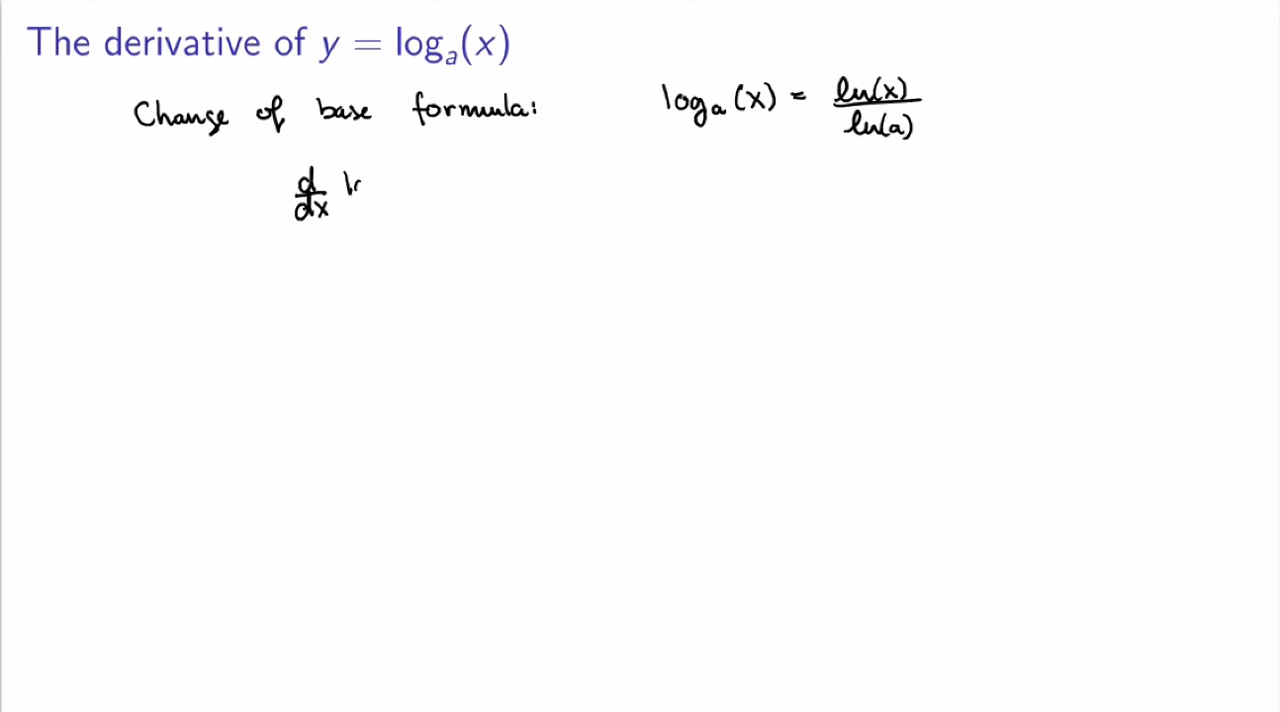 The derivative of y = log_a(x)
Change of base formula: log_a(x) = ln(x)/ln(a)
d/dx